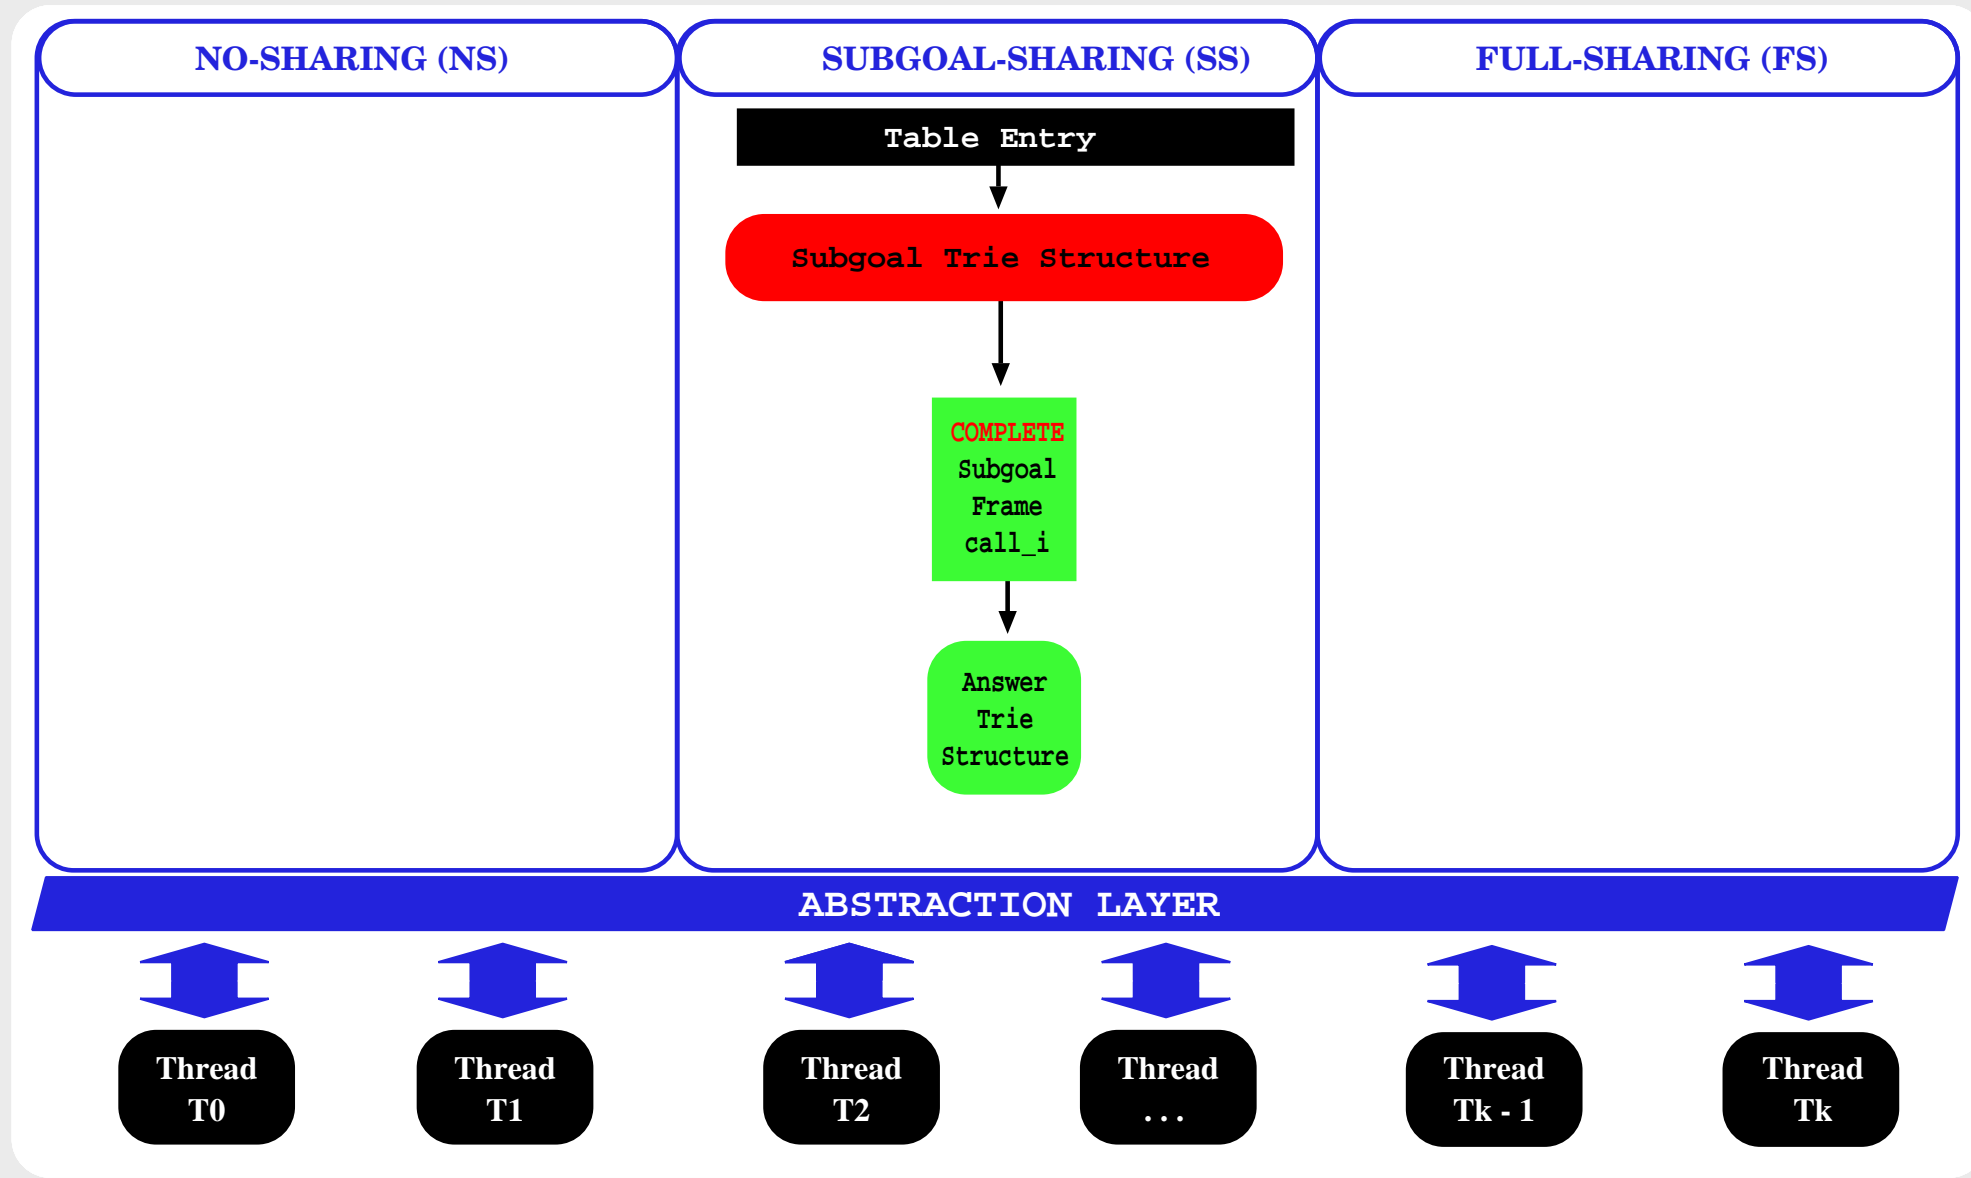 NO-SHARING (NS)
SUBGOAL-SHARING (SS)
FULL-SHARING (FS)
Table Entry
Subgoal Trie Structure
COMPLETE
Subgoal
Frame
call_i
Answer
Trie
Structure
ABSTRACTION LAYER
Thread
T0
Thread
T1
Thread
T2
Thread
. . .
Thread
Tk - 1
Thread
Tk